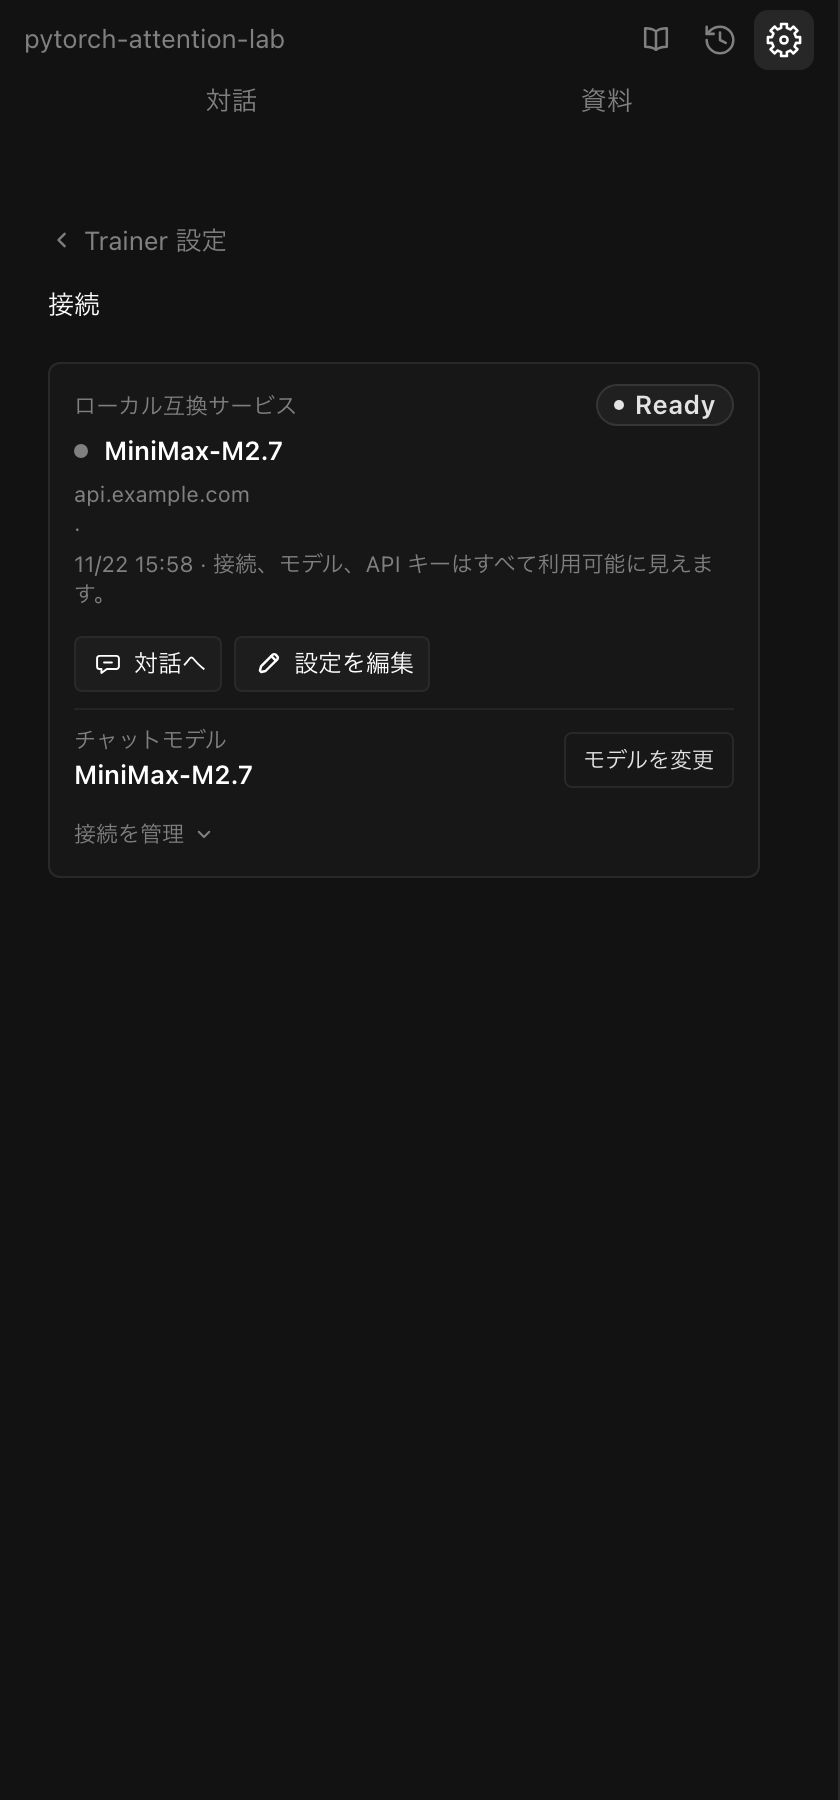 pytorch-attention-lab
対話
資料
Trainer 設定
接続
ローカル互換サービス
Ready
MiniMax-M2.7
api.example.com
·
11/22 15:58 · 接続、モデル、API キーはすべて利用可能に見えま
す。
対話へ
設定を編集
チャットモデル
MiniMax-M2.7
モデルを変更
接続を管理